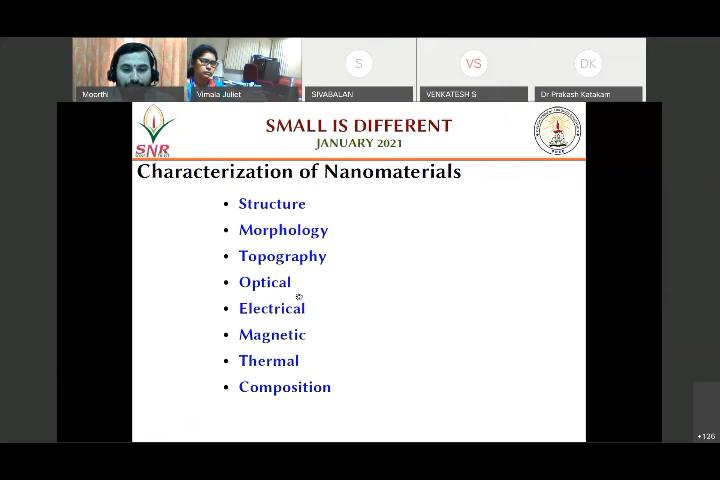 S
VS
DK
Moorthi
Vimala Juliet
SIVABALAN
VENKATESH S
Dr Prakash Katakam
SMALL IS DIFFERENT
JANUARY 2021
SNR
Characterization of Nanomaterials
• Structure
• Morphology
• Topography
• Optical
• Electrical
• Magnetic
• Thermal
• Composition
+126